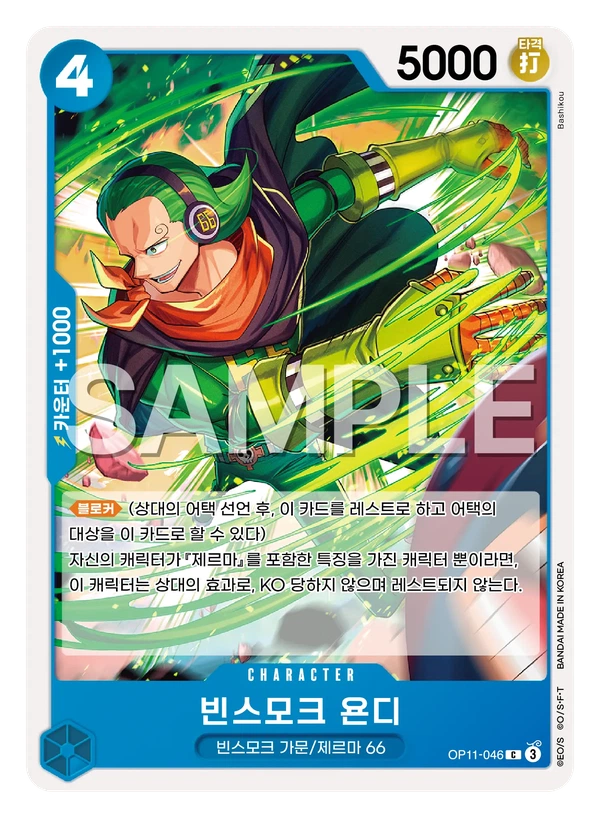 4
5000
타격
打
Bashikou
66
카운터 +1000
SAMPLE
블로커 (상대의 어택 선언 후, 이 카드를 레스트로 하고 어택의
대상을 이 카드로 할 수 있다)
자신의 캐릭터가 『제르마』를 포함한 특징을 가진 캐릭터 뿐이라면,
이 캐릭터는 상대의 효과로, KO 당하지 않으며 레스트되지 않는다.
CHARACTER
빈스모크 욘디
빈스모크 가문/제르마 66
OP11-046 C 3
©EO/S ©O/S·F·T BANDAI MADE IN KOREA